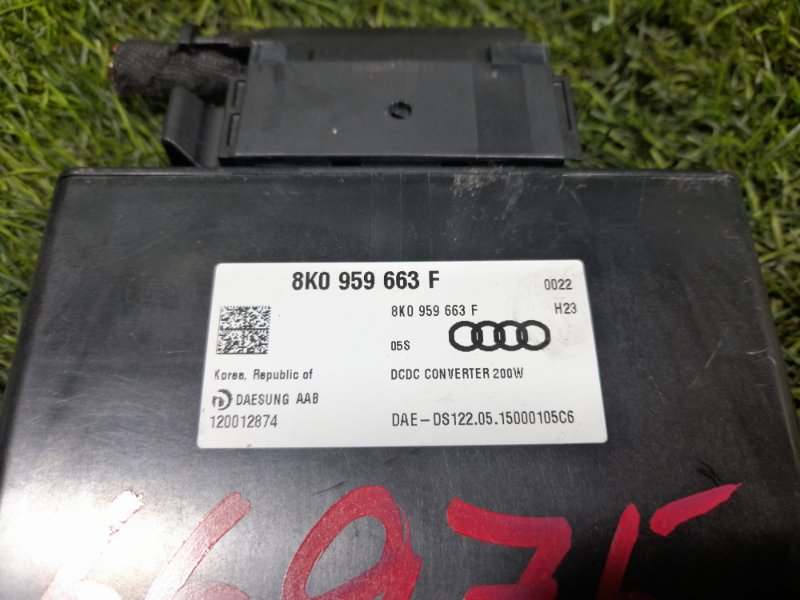 8K0 959 663 F 0022
8K0 959 663 F H23
05S
Korea, Republic of DCDC CONVERTER 200W
DAESUNG AAB
120012874 DAE-DS122.05.15000105C6